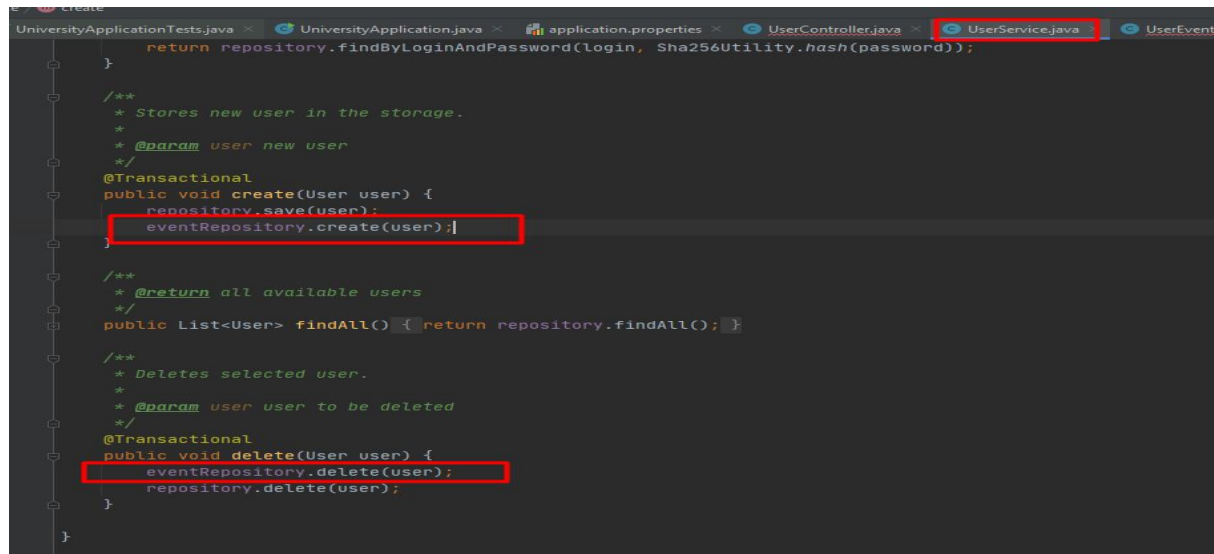 create
UniversityApplicationTests.java × UniversityApplication.java × application.properties × UserController.java × UserService.java × UserEvent
return repository.findByLoginAndPassword(login, Sha256Utility.hash(password));
}
/**
* Stores new user in the storage.
*
* @param user new user
*/
@Transactional
public void create(User user) {
repository.save(user);
eventRepository.create(user);
}
/**
* @return all available users
*/
public List<User> findAll() { return repository.findAll(); }
/**
* Deletes selected user.
*
* @param user user to be deleted
*/
@Transactional
public void delete(User user) {
eventRepository.delete(user);
repository.delete(user);
}
}